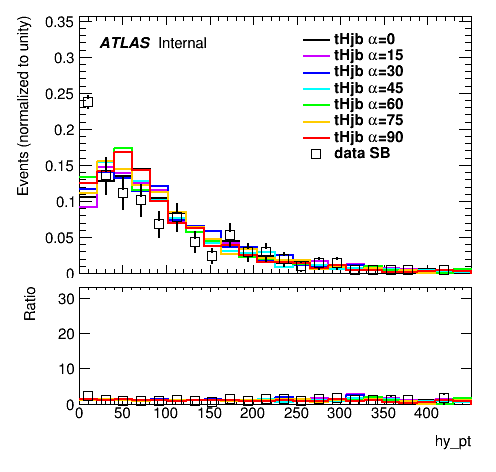 ATLAS Internal
tHjb α=0
tHjb α=15
tHjb α=30
tHjb α=45
tHjb α=60
tHjb α=75
tHjb α=90
data SB
Events (normalized to unity)
0.35
0.3
0.25
0.2
0.15
0.1
0.05
0
Ratio
30
20
10
0
0 50 100 150 200 250 300 350 400
hy_pt